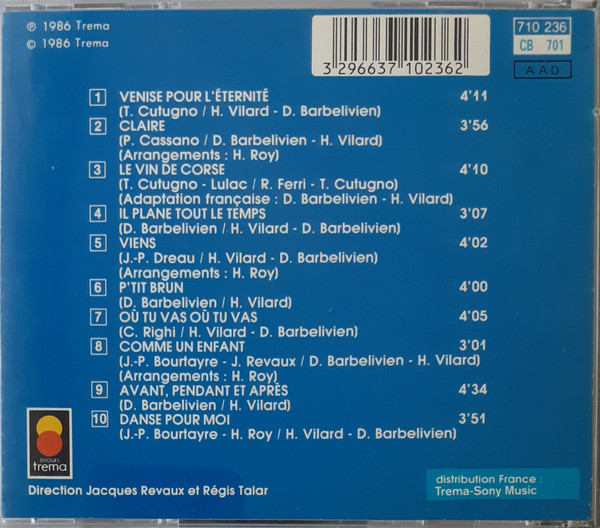 ℗ 1986 Trema
© 1986 Trema
710 236
CB 701
AAD
3 296637 102362
1 VENISE POUR L'ÉTERNITÉ 4'11
(T. Cutugno / H. Vilard - D. Barbelivien)
2 CLAIRE 3'56
(P. Cassano / D. Barbelivien - H. Vilard)
(Arrangements : H. Roy)
3 LE VIN DE CORSE 4'10
(T. Cutugno - Lulac / R. Ferri - T. Cutugno)
(Adaptation française : D. Barbelivien - H. Vilard)
4 IL PLANE TOUT LE TEMPS 3'07
(D. Barbelivien / H. Vilard - D. Barbelivien)
5 VIENS 4'02
(J.-P. Dreau / H. Vilard - D. Barbelivien)
(Arrangements : H. Roy)
6 P'TIT BRUN 4'00
(D. Barbelivien / H. Vilard)
7 OÙ TU VAS OÙ TU VAS 4'05
(C. Righi / H. Vilard - D. Barbelivien)
8 COMME UN ENFANT 3'01
(J.-P. Bourtayre - J. Revaux / D. Barbelivien - H. Vilard)
(Arrangements : H. Roy)
9 AVANT, PENDANT ET APRÈS 4'34
(D. Barbelivien / H. Vilard)
10 DANSE POUR MOI 3'51
(J.-P. Bourtayre - H. Roy / H. Vilard - D. Barbelivien)
DISQUES
trema
Direction Jacques Revaux et Régis Talar
distribution France :
Trema-Sony Music